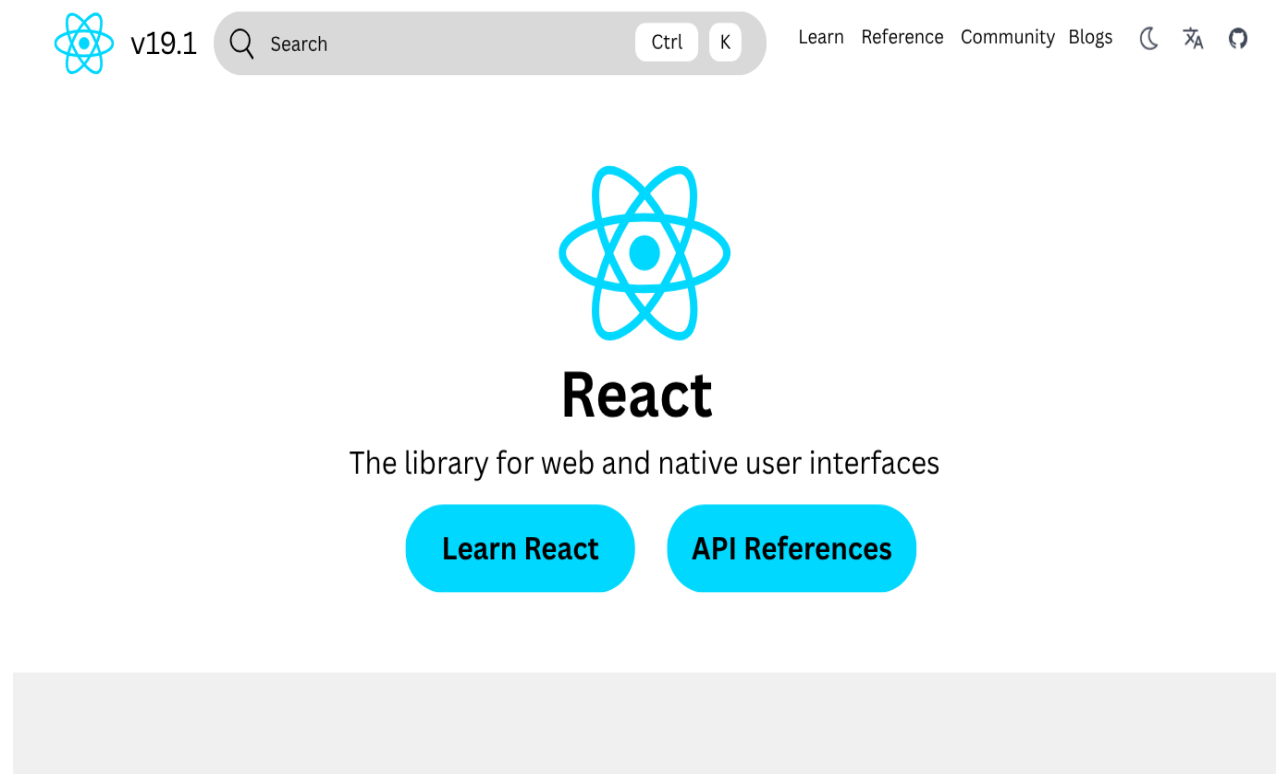 v19.1 Search Ctrl K Learn Reference Community Blogs
React
The library for web and native user interfaces
Learn React API References